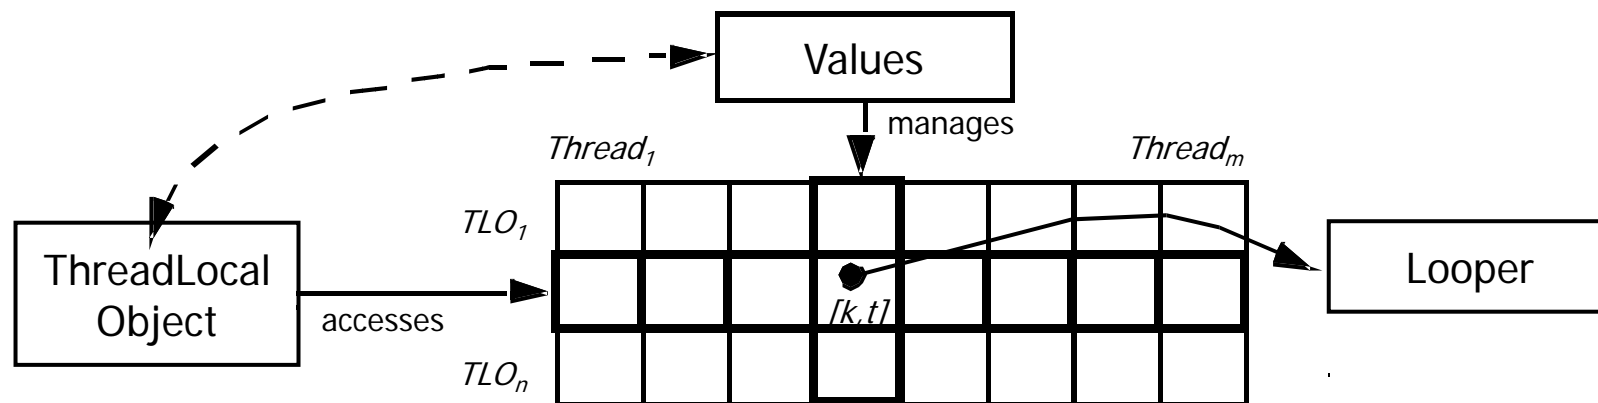 Values
manages
Thread₁
Threadₘ
TLO₁
ThreadLocal
Object
accesses
[k,t]
Looper
TLOₙ